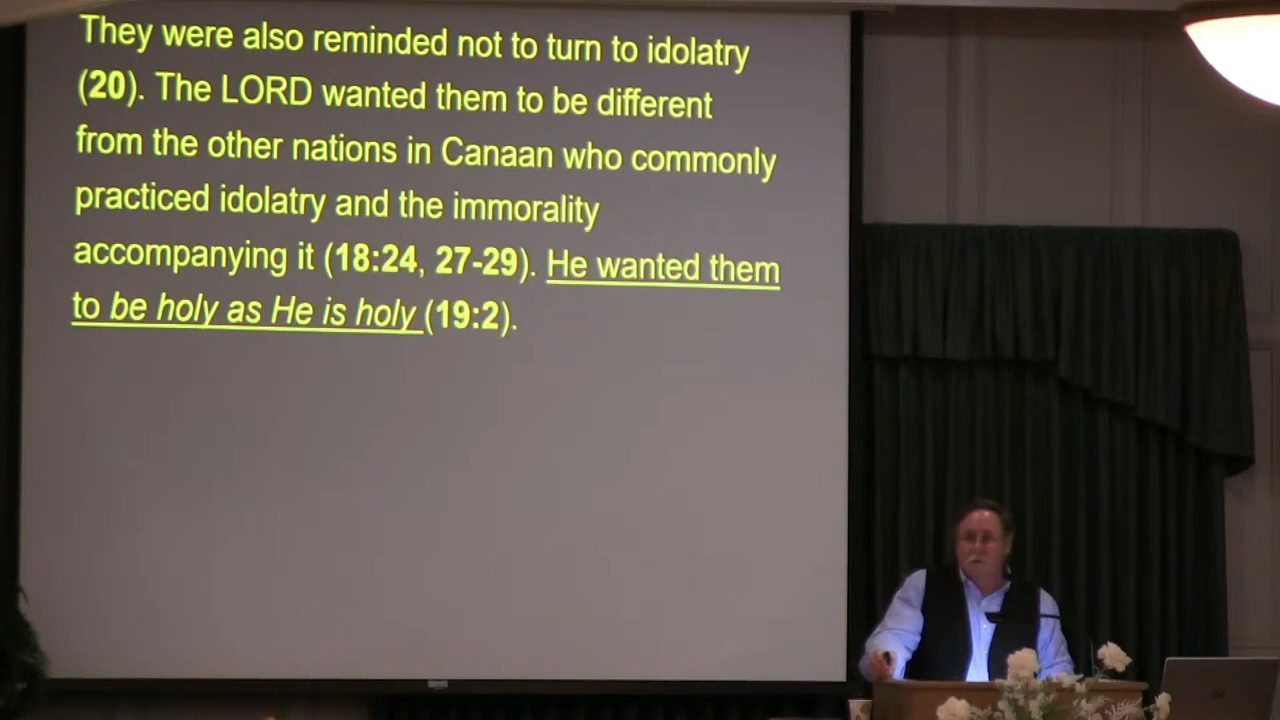 They were also reminded not to turn to idolatry
(20). The LORD wanted them to be different
from the other nations in Canaan who commonly
practiced idolatry and the immorality
accompanying it (18:24, 27-29). He wanted them
to be holy as He is holy (19:2).